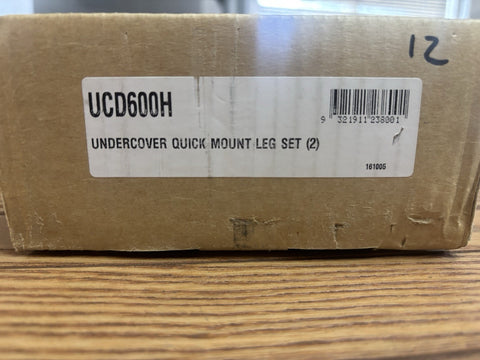 12
UCD600H
9 321911 238001
UNDERCOVER QUICK MOUNT LEG SET (2)
161005